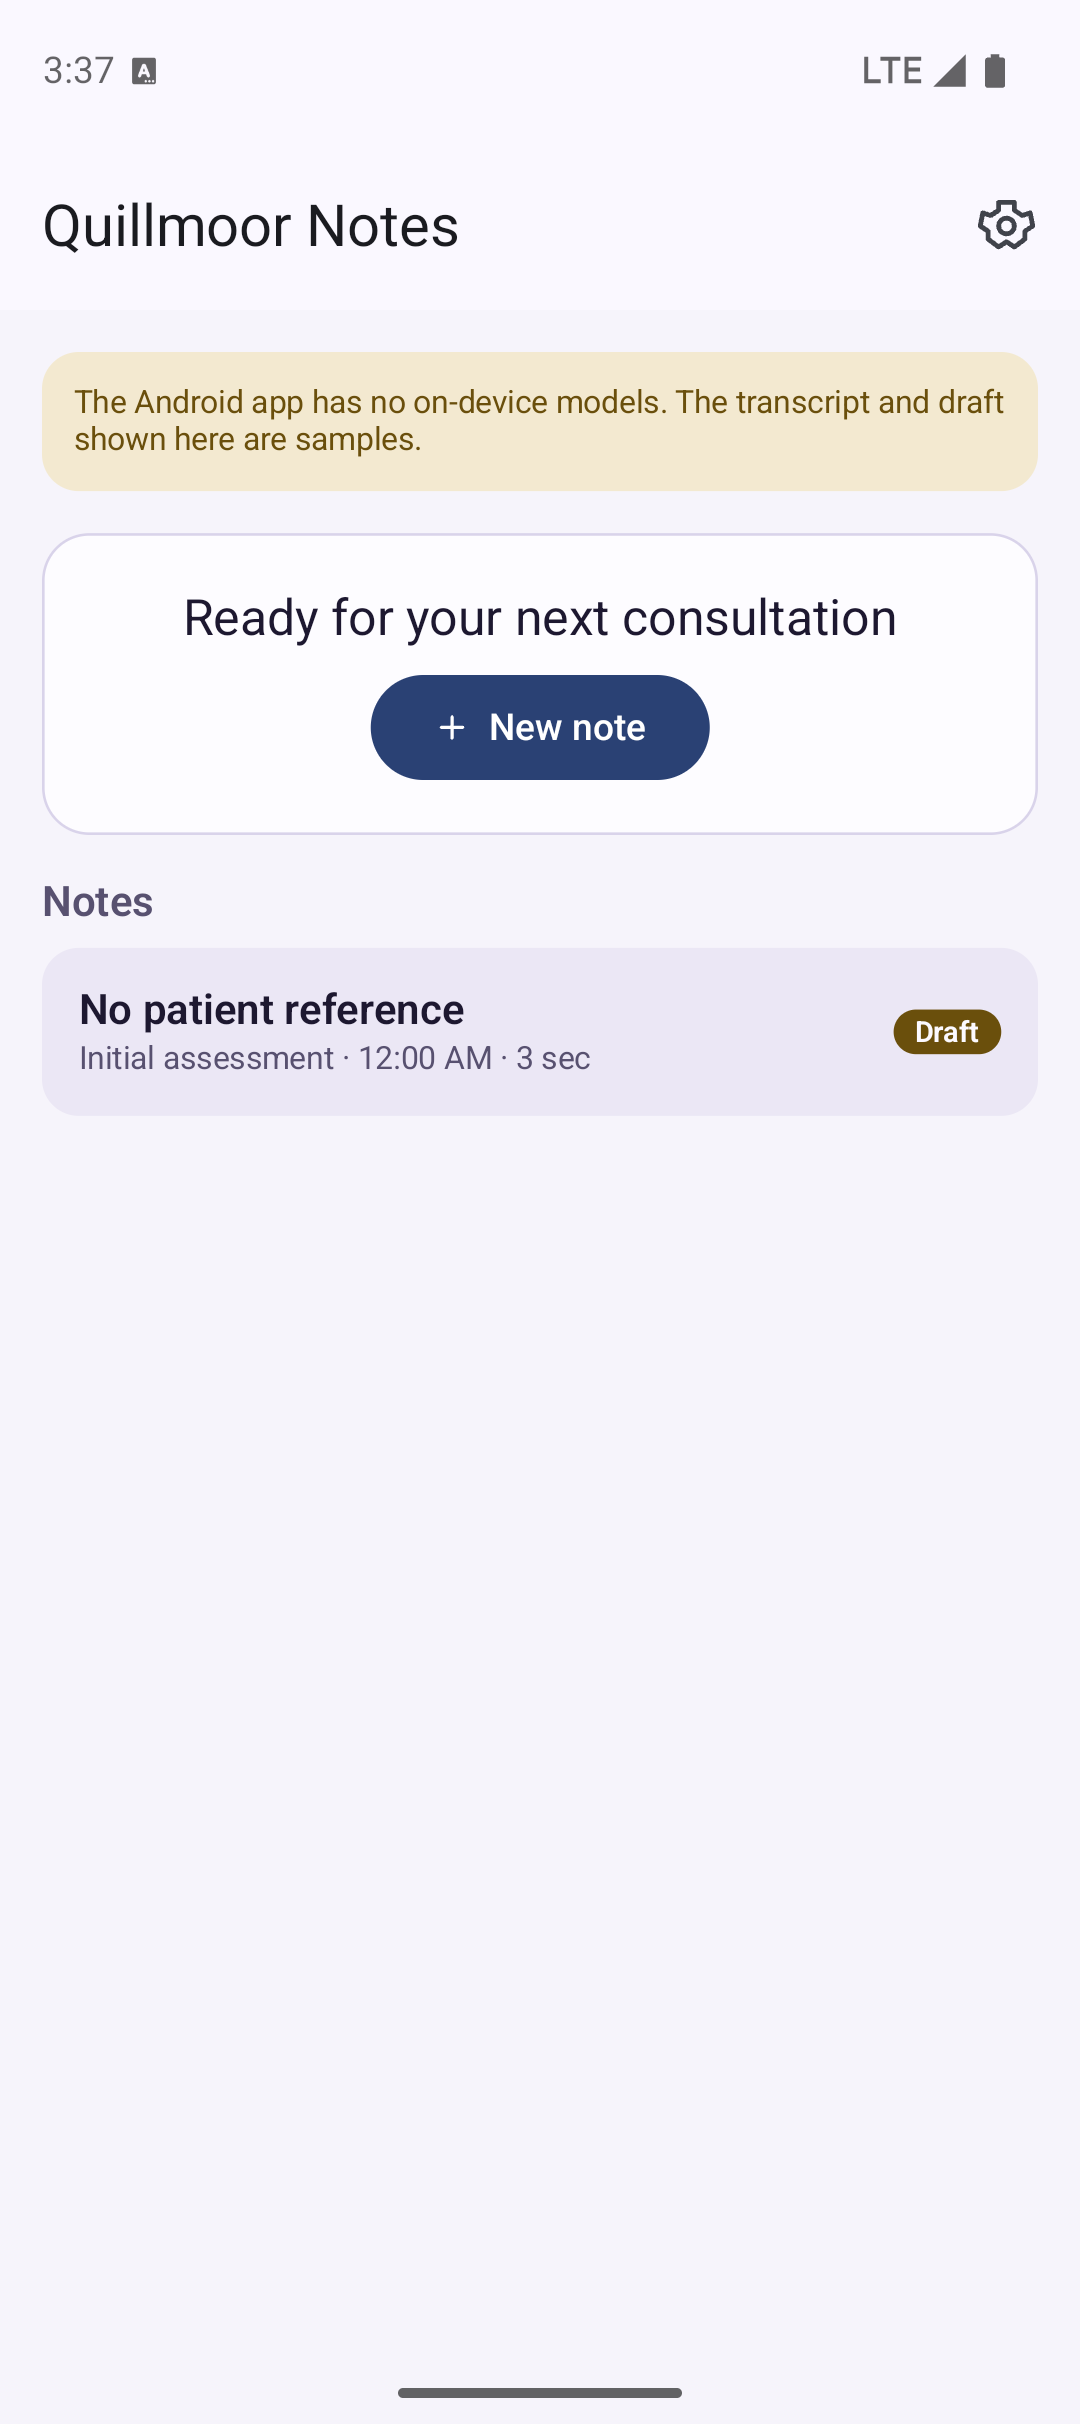 3:37
LTE
Quillmoor Notes
The Android app has no on-device models. The transcript and draft
shown here are samples.
Ready for your next consultation
+ New note
Notes
No patient reference
Initial assessment · 12:00 AM · 3 sec
Draft